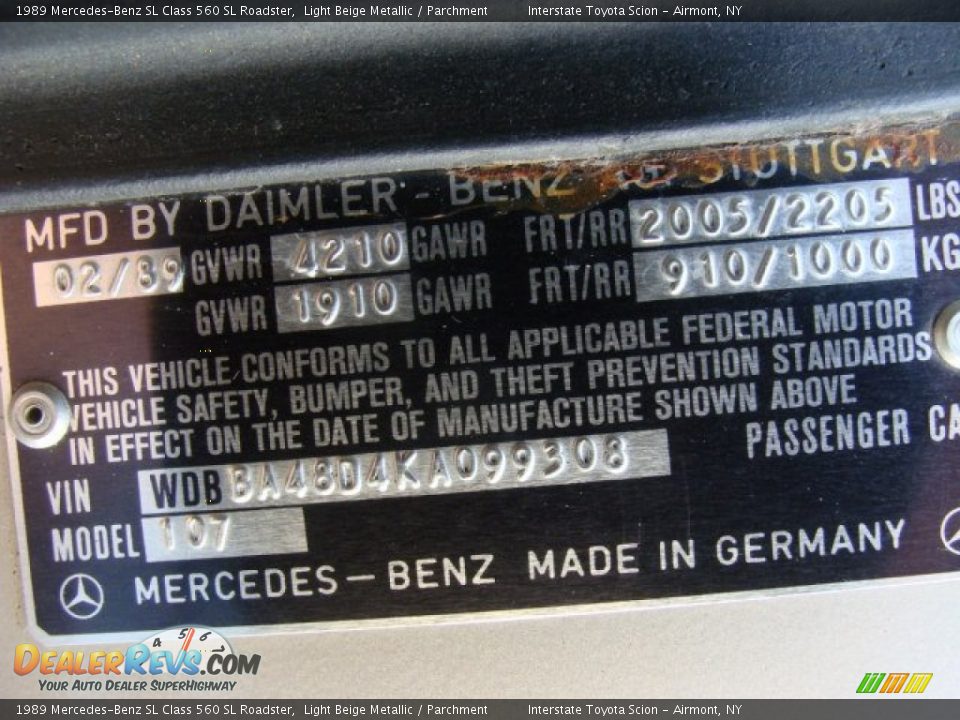 1989 Mercedes-Benz SL Class 560 SL Roadster, Light Beige Metallic / Parchment Interstate Toyota Scion - Airmont, NY
MFD BY DAIMLER - BENZ AG STUTTGART
02/89 GVWR 4210 GAWR FRT/RR 2005/2205 LBS
GVWR 1910 GAWR FRT/RR 910/1000 KG
THIS VEHICLE CONFORMS TO ALL APPLICABLE FEDERAL MOTOR
VEHICLE SAFETY, BUMPER, AND THEFT PREVENTION STANDARDS
IN EFFECT ON THE DATE OF MANUFACTURE SHOWN ABOVE
PASSENGER CA
VIN WDBBA48D4KA099308
MODEL 107
MERCEDES-BENZ MADE IN GERMANY
4 5 6
DEALERREVS.COM
YOUR AUTO DEALER SUPERHIGHWAY
1989 Mercedes-Benz SL Class 560 SL Roadster, Light Beige Metallic / Parchment Interstate Toyota Scion - Airmont, NY